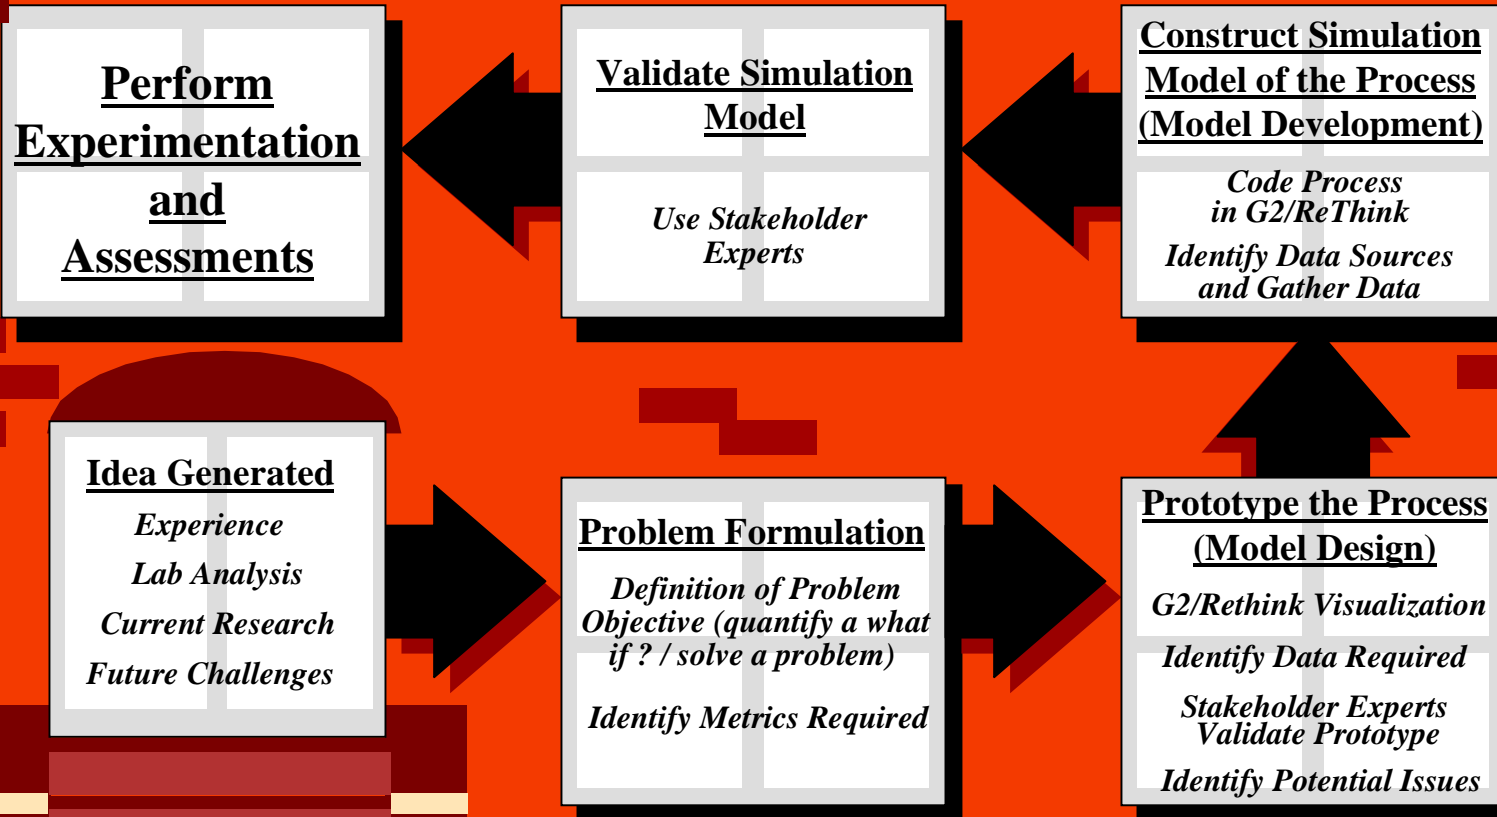 Perform
Experimentation
and
Assessments
Validate Simulation
Model
Use Stakeholder
Experts
Construct Simulation
Model of the Process
(Model Development)
Code Process
in G2/ReThink
Identify Data Sources
and Gather Data
Idea Generated
Experience
Lab Analysis
Current Research
Future Challenges
Problem Formulation
Definition of Problem
Objective (quantify a what
if ? / solve a problem)
Identify Metrics Required
Prototype the Process
(Model Design)
G2/Rethink Visualization
Identify Data Required
Stakeholder Experts
Validate Prototype
Identify Potential Issues